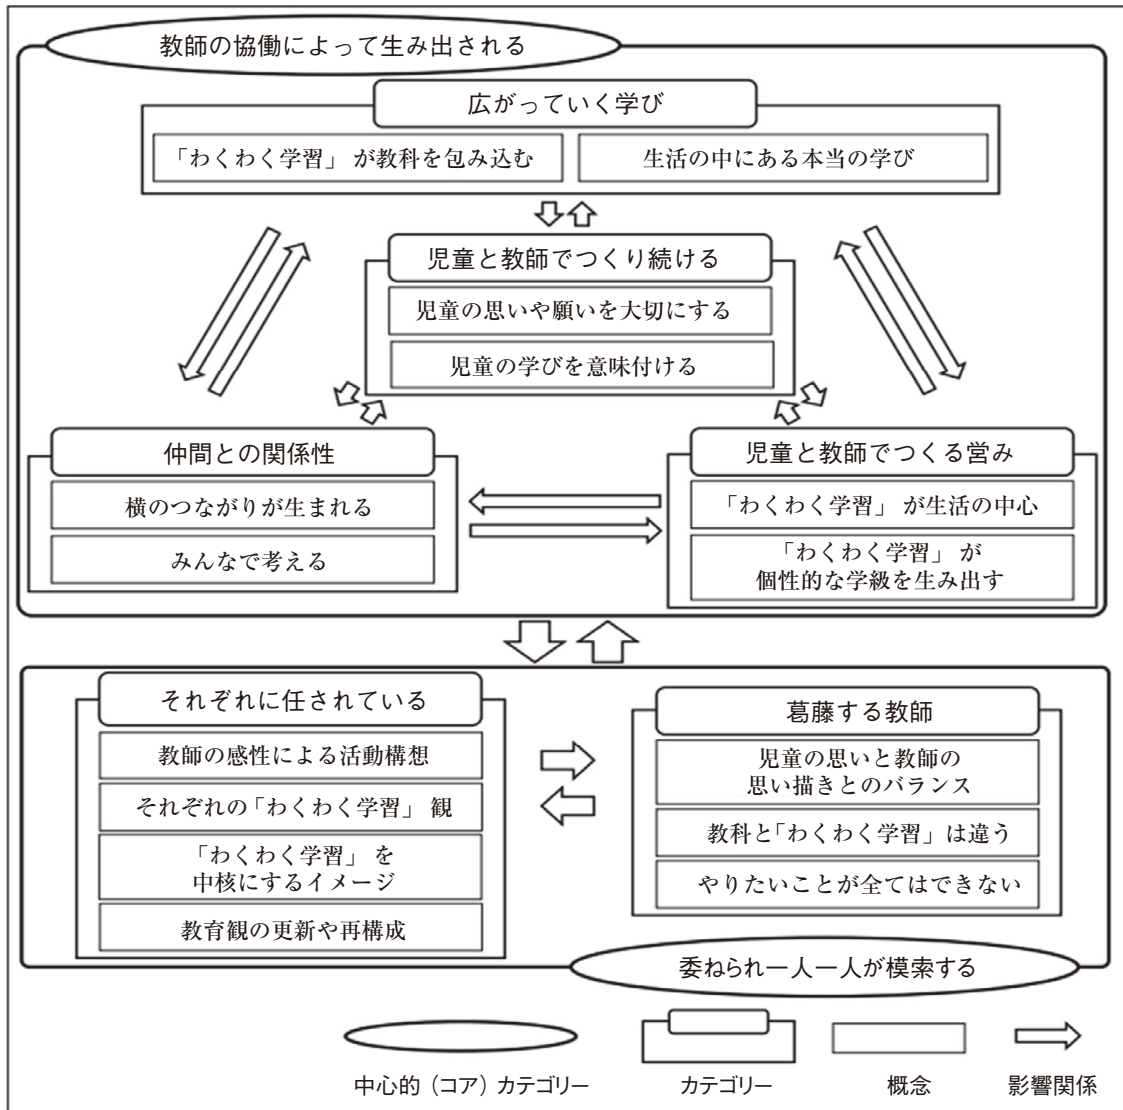 教師の協働によって生み出される
広がっていく学び
「わくわく学習」が教科を包み込む
生活の中にある本当の学び
児童と教師でつくり続ける
児童の思いや願いを大切にする
児童の学びを意味付ける
仲間との関係性
横のつながりが生まれる
みんなで考える
児童と教師でつくる営み
「わくわく学習」が生活の中心
「わくわく学習」が
個性的な学級を生み出す
それぞれに任されている
教師の感性による活動構想
それぞれの「わくわく学習」観
「わくわく学習」を
中核にするイメージ
教育観の更新や再構成
葛藤する教師
児童の思いと教師の
思い描きとのバランス
教科と「わくわく学習」は違う
やりたいことが全てはできない
委ねられ一人一人が模索する
中心的（コア）カテゴリー
カテゴリー
概念
影響関係